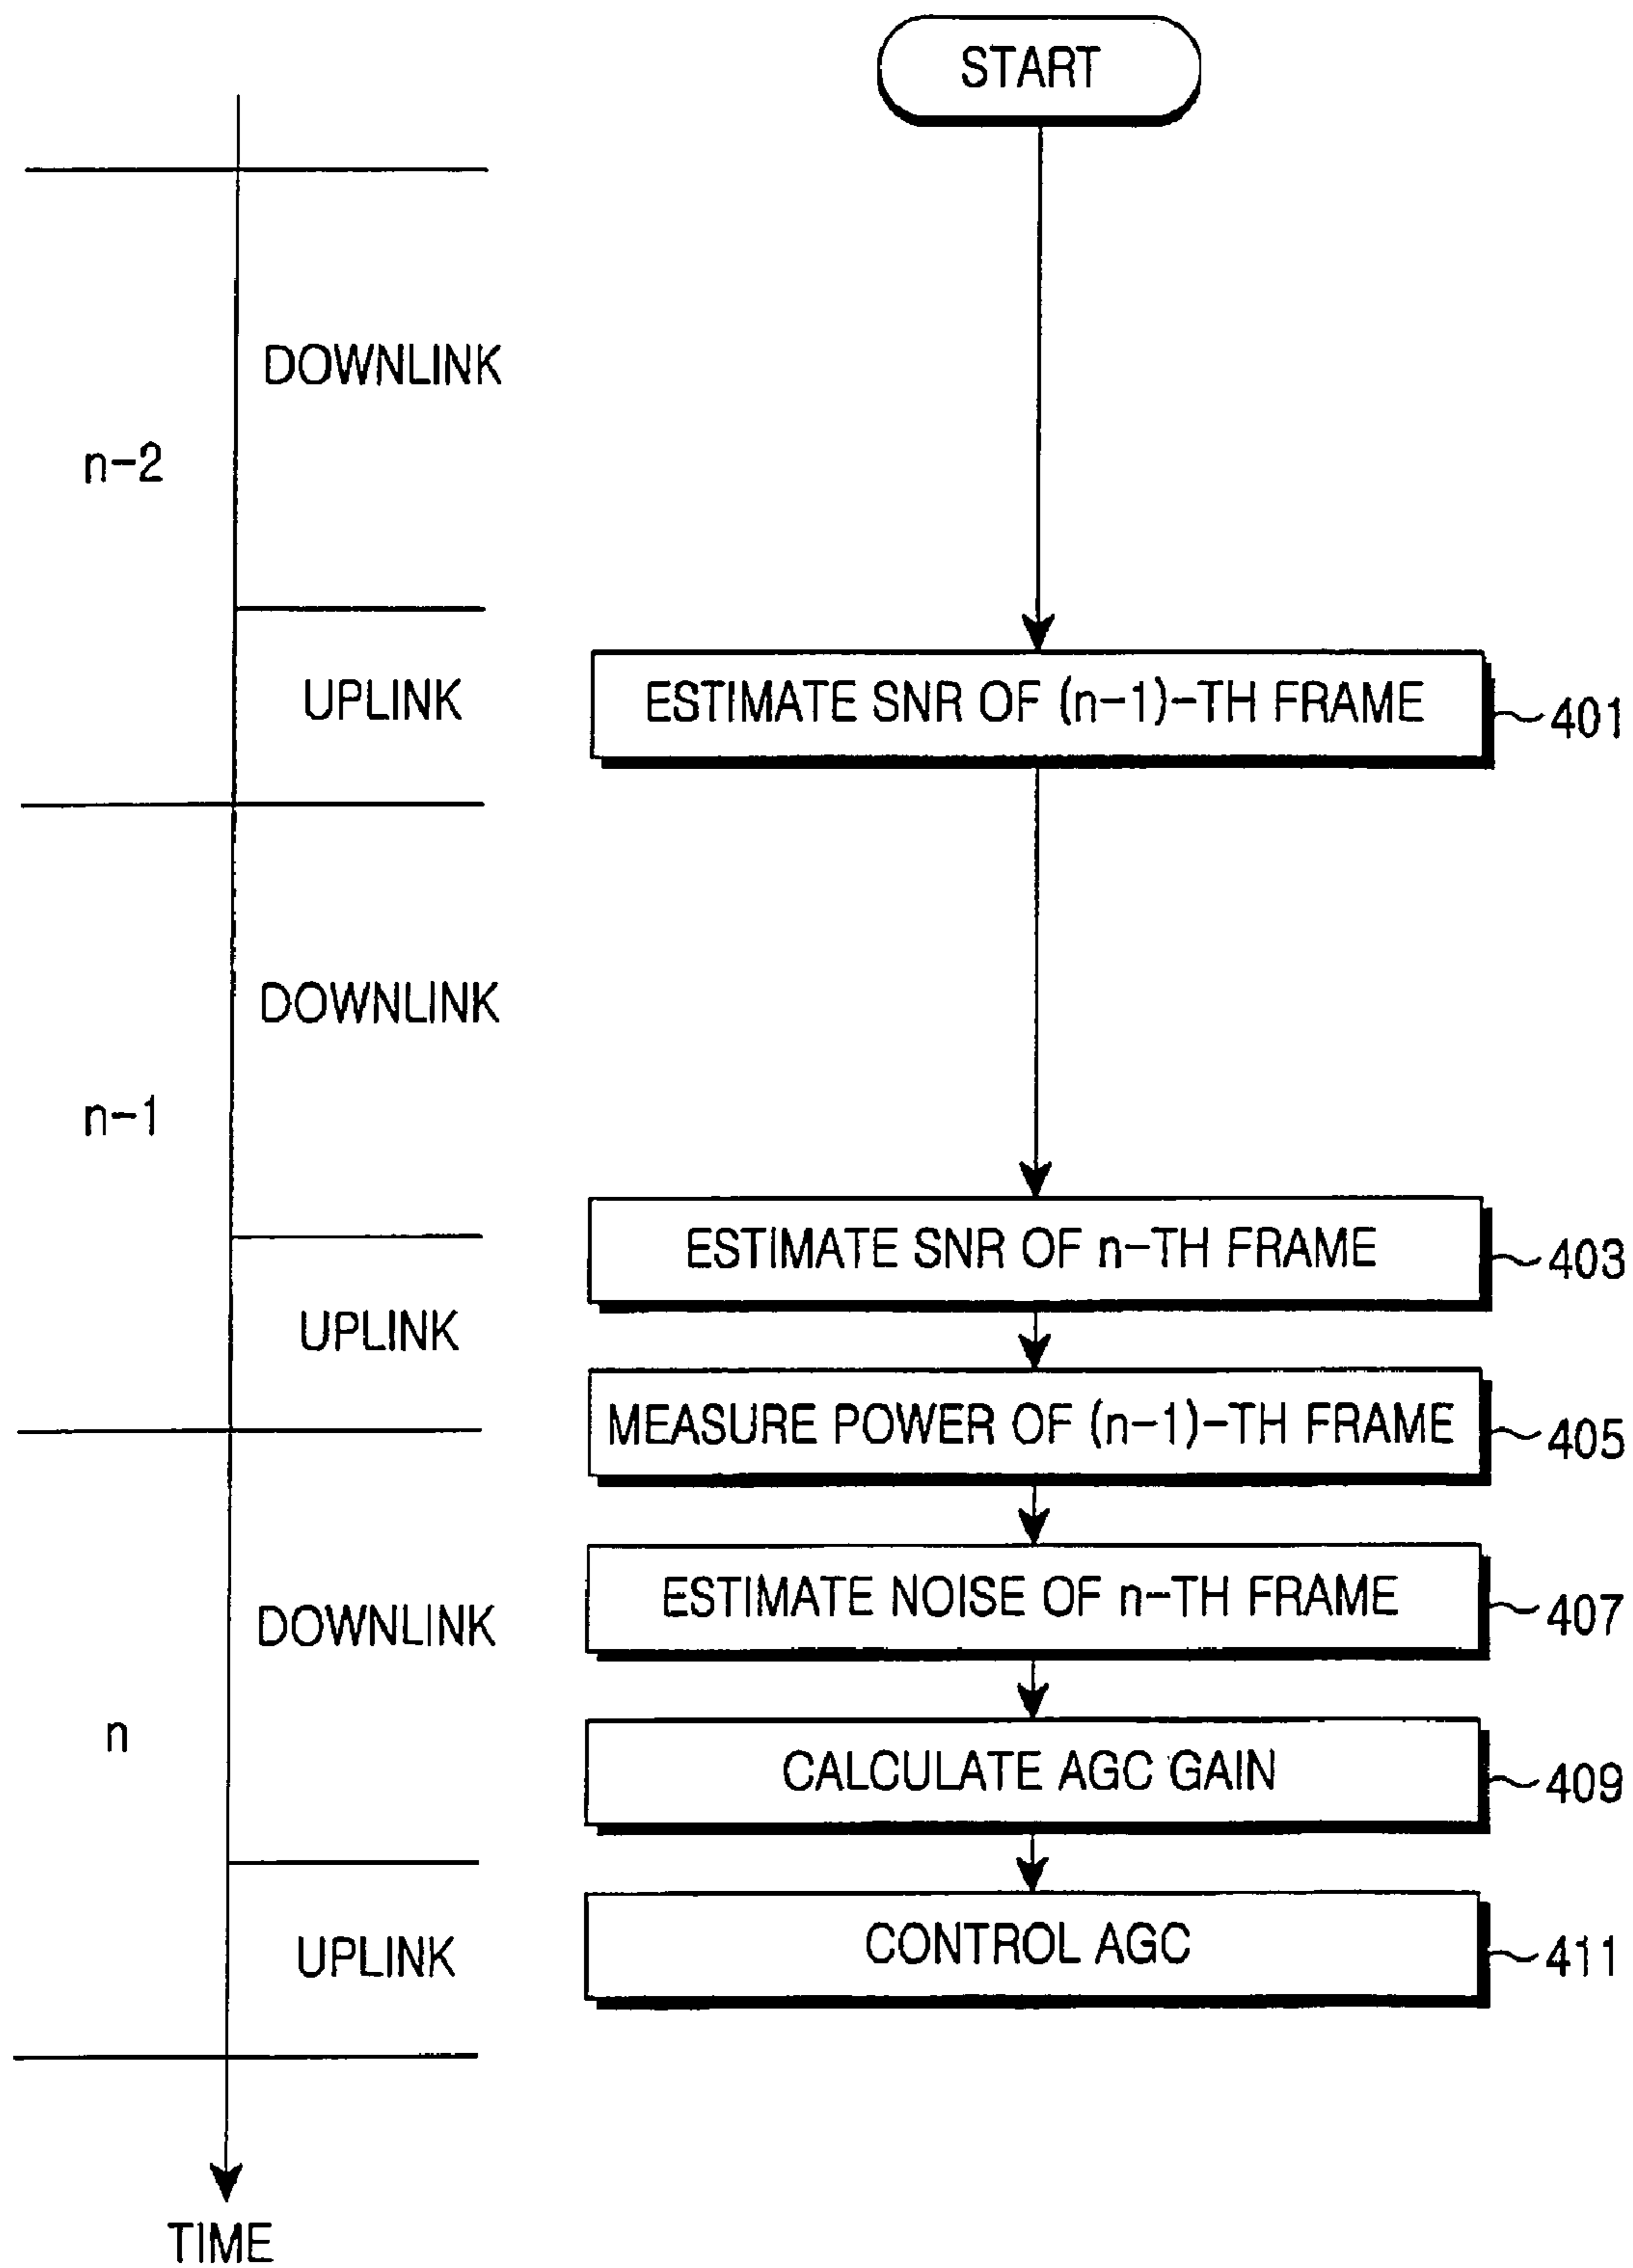 START
DOWNLINK
n-2
UPLINK
ESTIMATE SNR OF (n-1)-TH FRAME
401
DOWNLINK
n-1
ESTIMATE SNR OF n-TH FRAME
403
UPLINK
MEASURE POWER OF (n-1)-TH FRAME
405
ESTIMATE NOISE OF n-TH FRAME
407
DOWNLINK
n
CALCULATE AGC GAIN
409
UPLINK
CONTROL AGC
411
TIME